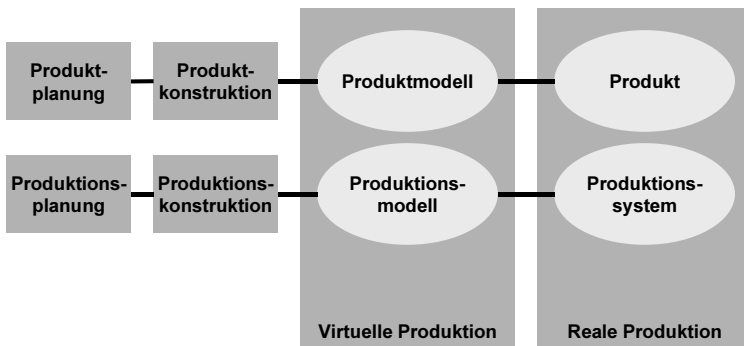 Produkt-
planung
Produkt-
konstruktion
Produktmodell
Produkt
Produktions-
planung
Produktions-
konstruktion
Produktions-
modell
Produktions-
system
Virtuelle Produktion
Reale Produktion